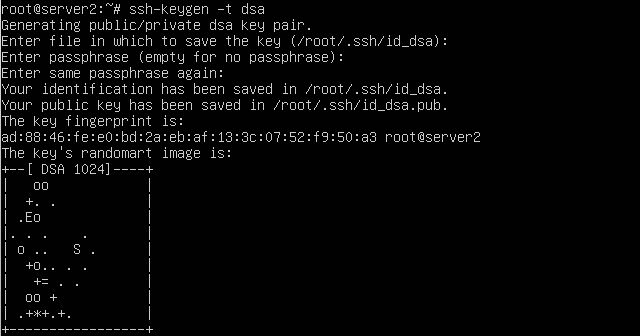 root@server2:~# ssh-keygen -t dsa
Generating public/private dsa key pair.
Enter file in which to save the key (/root/.ssh/id_dsa):
Enter passphrase (empty for no passphrase):
Enter same passphrase again:
Your identification has been saved in /root/.ssh/id_dsa.
Your public key has been saved in /root/.ssh/id_dsa.pub.
The key fingerprint is:
ad:88:46:fe:e0:bd:2a:eb:af:13:3c:07:52:f9:50:a3 root@server2
The key's randomart image is:
+--[ DSA 1024]----+
|   oo            |
|  +. .           |
| .Eo             |
|. . .    .       |
| o ..   S .      |
|  +o.. . .       |
|   += . .        |
|  oo +           |
| .+*+.+.         |
+-----------------+